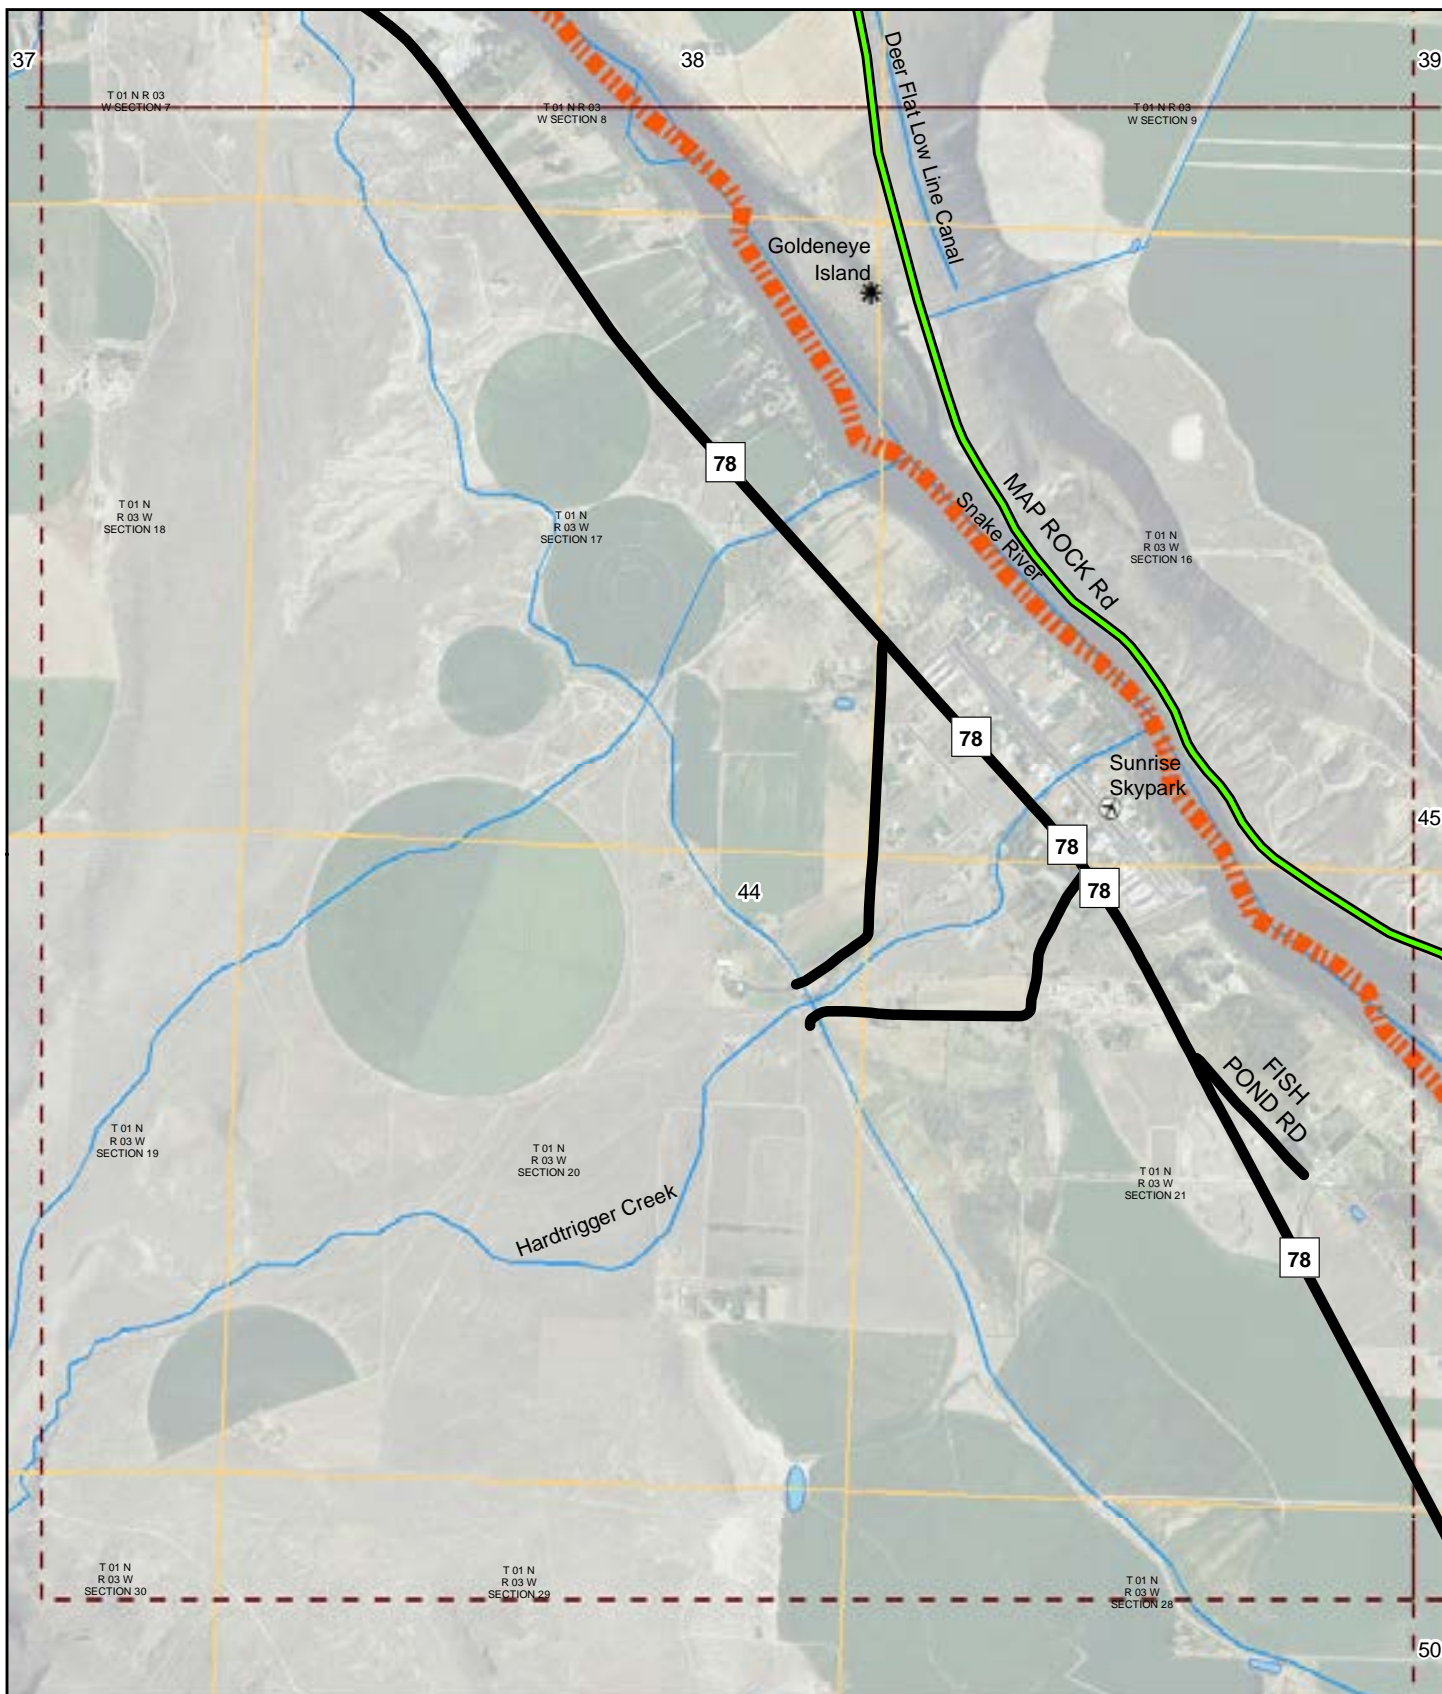 37
38
39
T 01 N R 03
W SECTION 7
T 01 N R 03
W SECTION 8
T 01 N R 03
W SECTION 9
Deer Flat Low Line Canal
Goldeneye
Island
78
MAP ROCK Rd
Snake River
T 01 N
R 03 W
SECTION 18
T 01 N
R 03 W
SECTION 17
T 01 N
R 03 W
SECTION 16
78
Sunrise
Skypark
45
78
78
44
FISH
POND RD
T 01 N
R 03 W
SECTION 19
T 01 N
R 03 W
SECTION 20
T 01 N
R 03 W
SECTION 21
Hardtrigger Creek
78
T 01 N
R 03 W
SECTION 30
T 01 N
R 03 W
SECTION 29
T 01 N
R 03 W
SECTION 28
50